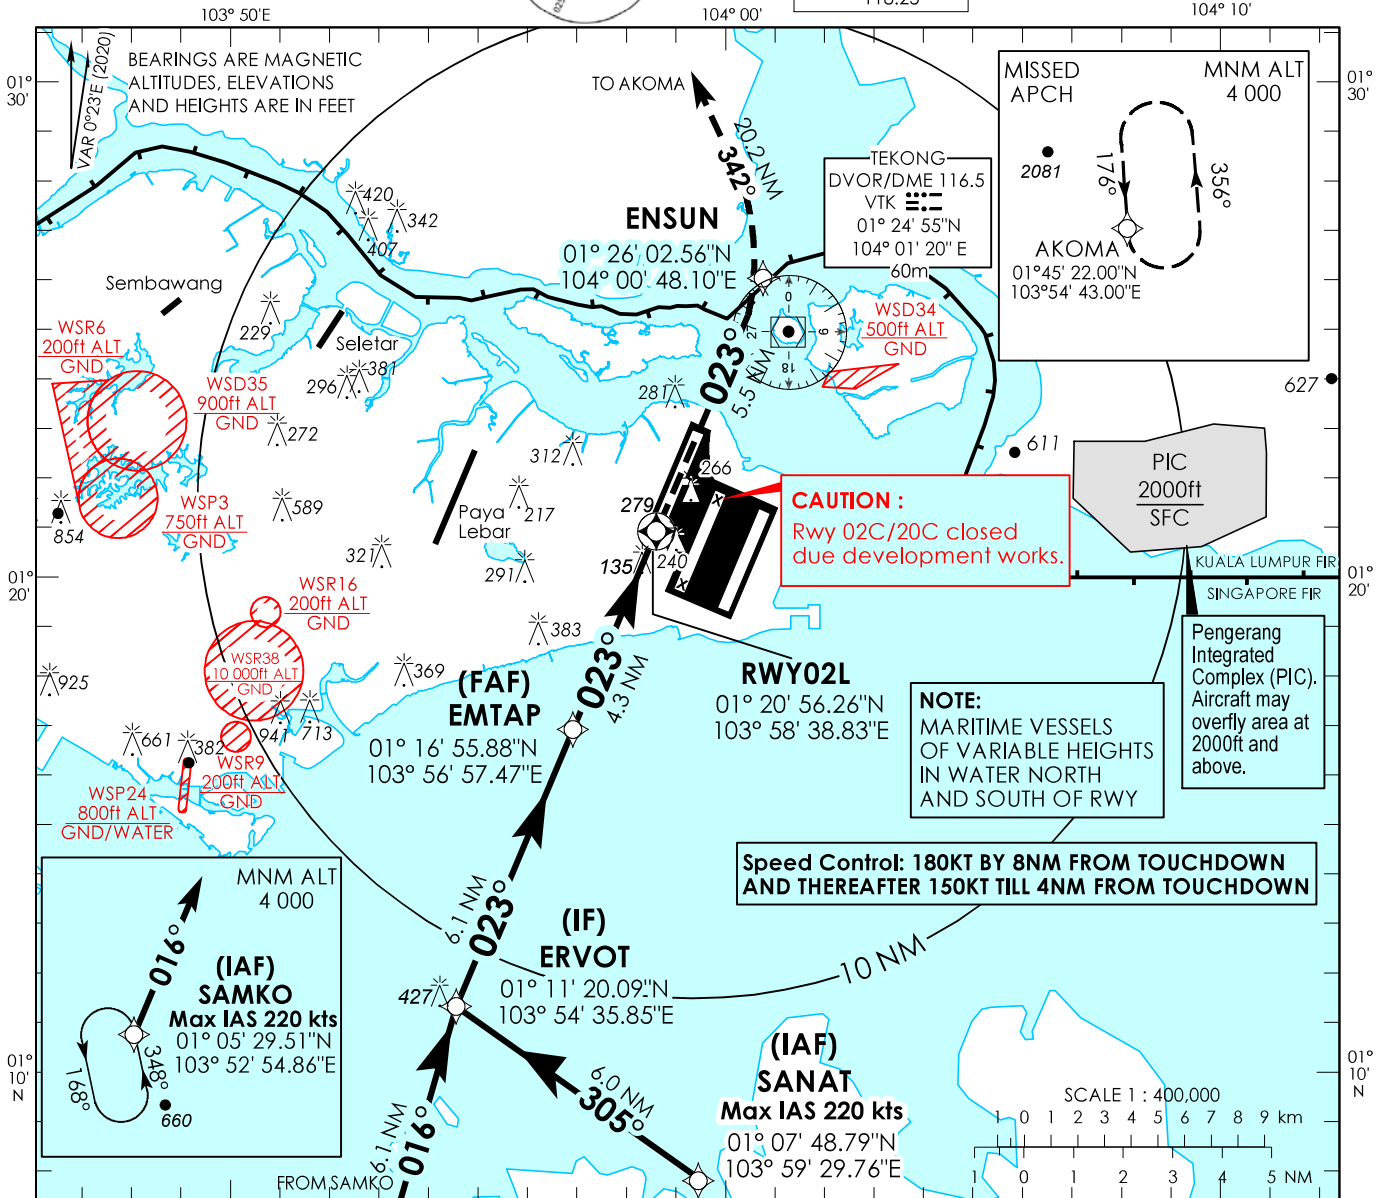 025
118.25
103° 50'E
104° 00'
104° 10'
01°
30'
VAR 0°23'E (2020)
BEARINGS ARE MAGNETIC
ALTITUDES, ELEVATIONS
AND HEIGHTS ARE IN FEET
TO AKOMA
342°
20.2 NM
MISSED
APCH
MNM ALT
4 000
2081
176°
356°
AKOMA
01°45' 22.00"N
103°54' 43.00"E
01°
30'
TEKONG
DVOR/DME 116.5
VTK
01° 24' 55"N
104° 01' 20" E
60m
420
342
407
ENSUN
01° 26' 02.56"N
104° 00' 48.10"E
Sembawang
229
Seletar
296
381
WSR6
200ft ALT
GND
WSD35
900ft ALT
GND
272
0
9
18
27
WSD34
500ft ALT
GND
627
281
023°
5.5 NM
312
611
PIC
2000ft
SFC
266
WSP3
750ft ALT
GND
854
589
Paya
Lebar
217
279
X
CAUTION :
Rwy 02C/20C closed
due development works.
321
291
135
240
X
KUALA LUMPUR FIR
SINGAPORE FIR
01°
20'
01°
20'
WSR16
200ft ALT
GND
383
WSR38
10 000ft ALT
GND
369
925
023°
4.3 NM
RWY02L
01° 20' 56.26"N
103° 58' 38.83"E
Pengerang
Integrated
Complex (PIC).
Aircraft may
overfly area at
2000ft and
above.
(FAF)
EMTAP
01° 16' 55.88"N
103° 56' 57.47"E
NOTE:
MARITIME VESSELS
OF VARIABLE HEIGHTS
IN WATER NORTH
AND SOUTH OF RWY
661
382
941
713
WSR9
200ft ALT
GND
WSP24
800ft ALT
GND/WATER
Speed Control: 180KT BY 8NM FROM TOUCHDOWN
AND THEREAFTER 150KT TILL 4NM FROM TOUCHDOWN
MNM ALT
4 000
016°
(IAF)
SAMKO
Max IAS 220 kts
01° 05' 29.51"N
103° 52' 54.86"E
168°
348°
660
6.1 NM
023°
(IF)
ERVOT
01° 11' 20.09"N
103° 54' 35.85"E
427
10 NM
01°
10'
N
01°
10'
N
6.0 NM
305°
(IAF)
SANAT
Max IAS 220 kts
01° 07' 48.79"N
103° 59' 29.76"E
6.1 NM
016°
FROM SAMKO
SCALE 1 : 400,000
1 0 1 2 3 4 5 6 7 8 9 km
1 0 1 2 3 4 5 NM